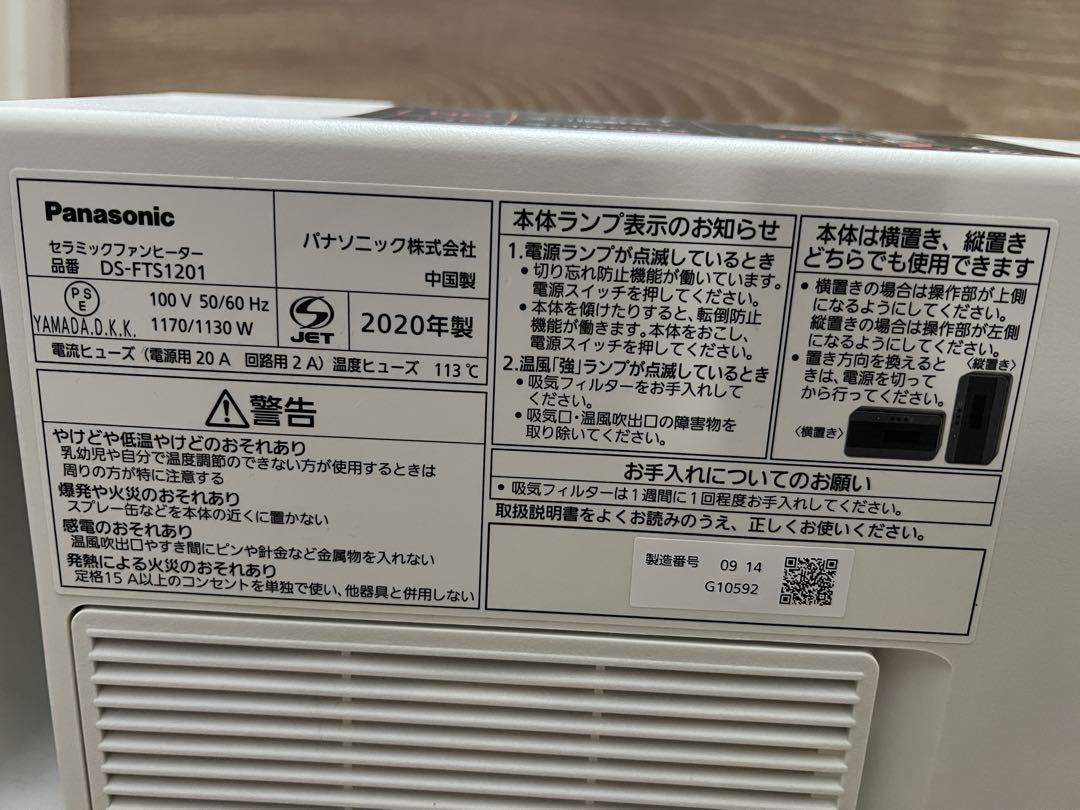 Panasonic
セラミックファンヒーター
品番 DS-FTS1201
パナソニック株式会社
中国製
PSE
YAMADA.D.K.K.
100 V 50/60 Hz
1170/1130 W
JET
2020年製
電流ヒューズ（電源用 20 A 回路用 2 A）温度ヒューズ 113 ℃
警告
やけどや低温やけどのおそれあり
乳幼児や自分で温度調節のできない方が使用するときは
周りの方が特に注意する
爆発や火災のおそれあり
スプレー缶などを本体の近くに置かない
感電のおそれあり
温風吹出口やすき間にピンや針金など金属物を入れない
発熱による火災のおそれあり
定格15 A以上のコンセントを単独で使い、他器具と併用しない
本体ランプ表示のお知らせ
1.電源ランプが点滅しているとき
• 切り忘れ防止機能が働いています。
電源スイッチを押してください。
• 本体を傾けたりすると、転倒防止
機能が働きます。本体をおこし、
電源スイッチを押してください。
2.温風「強」ランプが点滅しているとき
• 吸気フィルターをお手入れして
ください。
• 吸気口・温風吹出口の障害物を
取り除いてください。
本体は横置き、縦置き
どちらでも使用できます
• 横置きの場合は操作部が上側
になるようにしてください。
縦置きの場合は操作部が左側
になるようにしてください。
• 置き方向を換えると
きは、電源を切って
から行ってください。
〈縦置き〉
〈横置き〉
お手入れについてのお願い
• 吸気フィルターは1週間に1回程度お手入れしてください。
取扱説明書をよくお読みのうえ、正しくお使いください。
製造番号 09 14
G10592